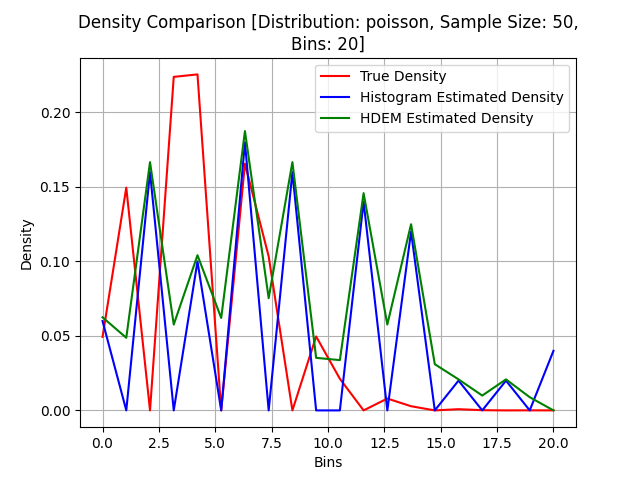 Density Comparison [Distribution: poisson, Sample Size: 50,
Bins: 20]
True Density
Histogram Estimated Density
HDEM Estimated Density
Density
0.20
0.15
0.10
0.05
0.00
0.0 2.5 5.0 7.5 10.0 12.5 15.0 17.5 20.0
Bins